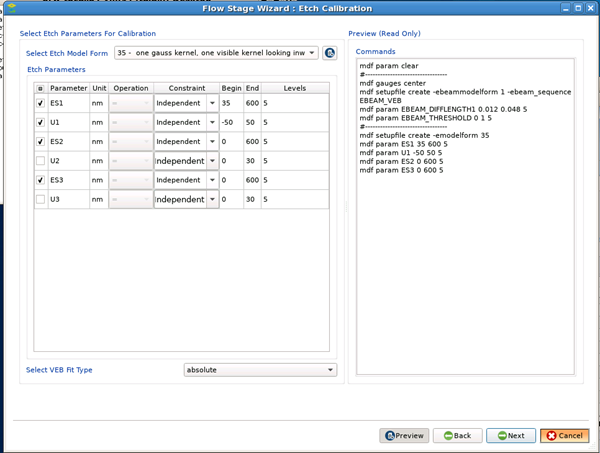 Flow Stage Wizard : Etch Calibration
Select Etch Parameters For Calibration
Select Etch Model Form 35 - one gauss kernel, one visible kernel looking inw
Etch Parameters
Parameter Unit Operation Constraint Begin End Levels
ES1 nm = Independent 35 600 5
U1 nm = Independent -50 50 5
ES2 nm = Independent 0 600 5
U2 nm = Independent 0 30 5
ES3 nm = Independent 0 600 5
U3 nm = Independent 0 30 5
Select VEB Fit Type absolute
Preview (Read Only)
Commands
mdf param clear
#--------------------------------
mdf gauges center
mdf setupfile create -ebeammodelform 1 -ebeam_sequence
EBEAM_VEB
mdf param EBEAM_DIFFLENGTH1 0.012 0.048 5
mdf param EBEAM_THRESHOLD 0 1 5
#--------------------------------
mdf setupfile create -emodelform 35
mdf param ES1 35 600 5
mdf param U1 -50 50 5
mdf param ES2 0 600 5
mdf param ES3 0 600 5
Preview Back Next Cancel